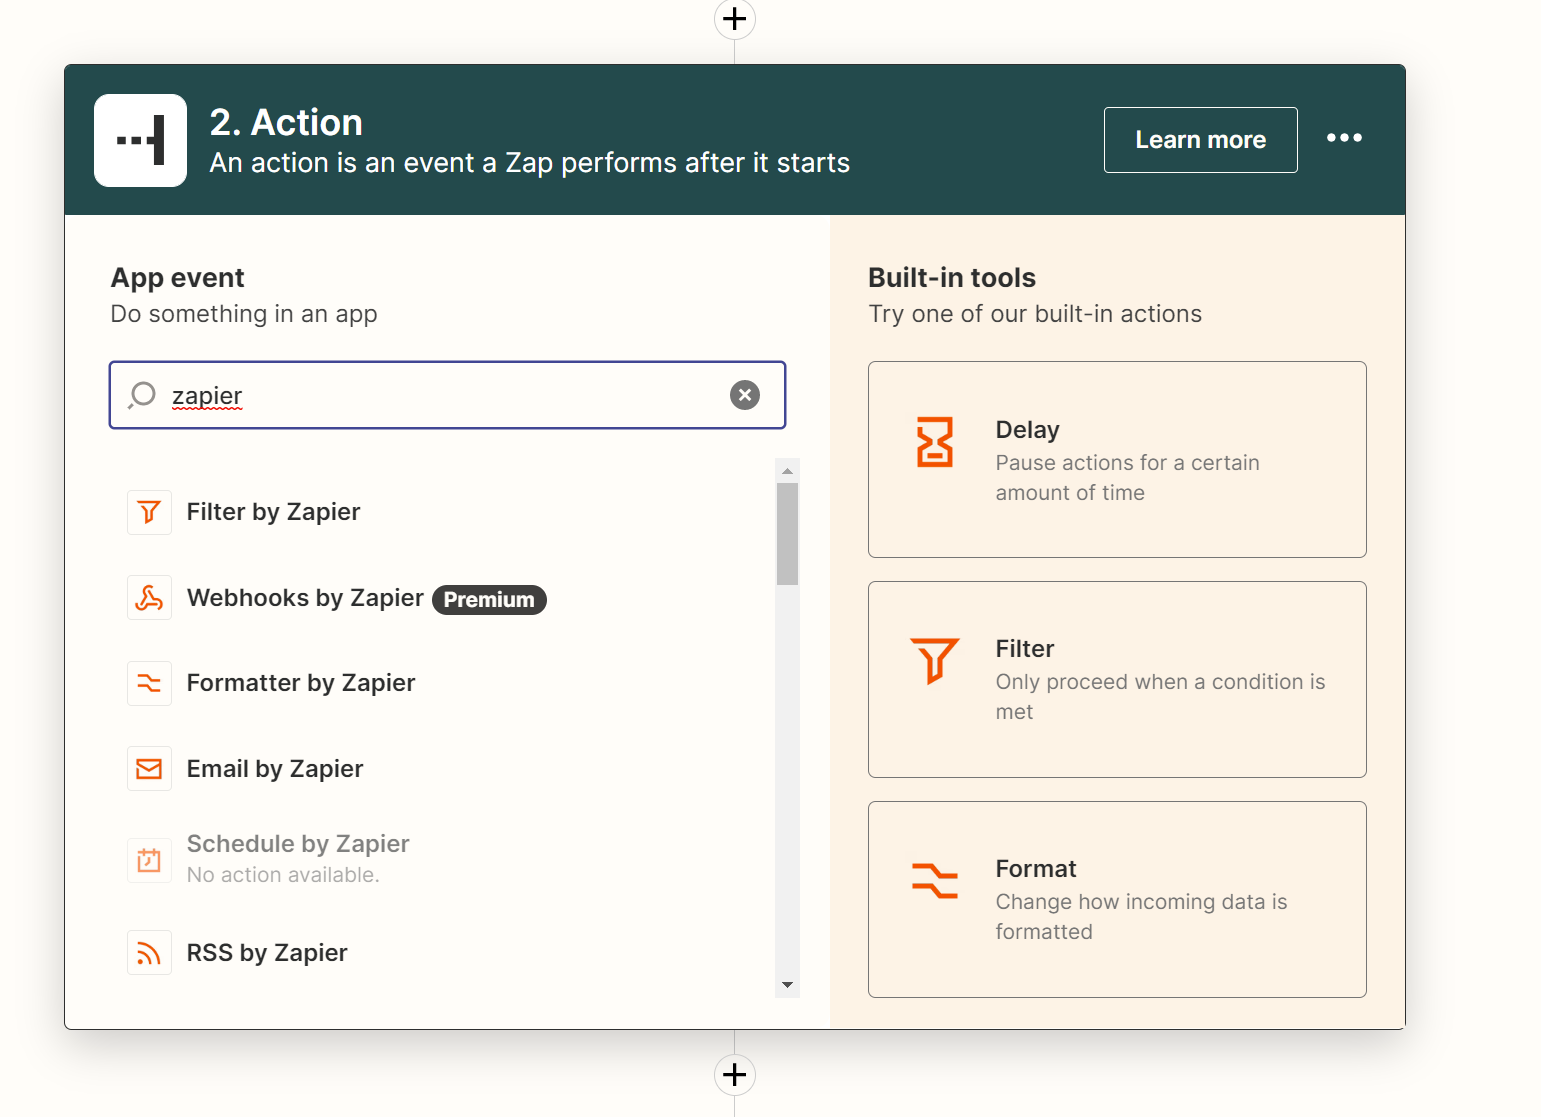 2. Action
An action is an event a Zap performs after it starts
Learn more
App event
Do something in an app
zapier
Filter by Zapier
Webhooks by Zapier Premium
Formatter by Zapier
Email by Zapier
Schedule by Zapier
No action available.
RSS by Zapier
Built-in tools
Try one of our built-in actions
Delay
Pause actions for a certain
amount of time
Filter
Only proceed when a condition is
met
Format
Change how incoming data is
formatted